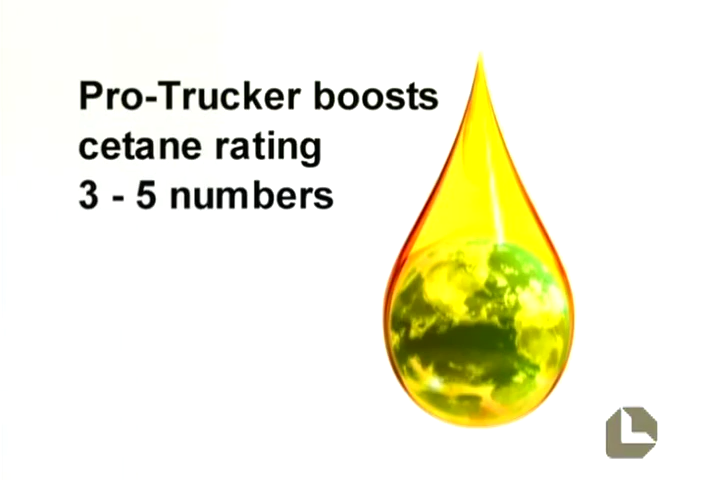 Pro-Trucker boosts
cetane rating
3 - 5 numbers